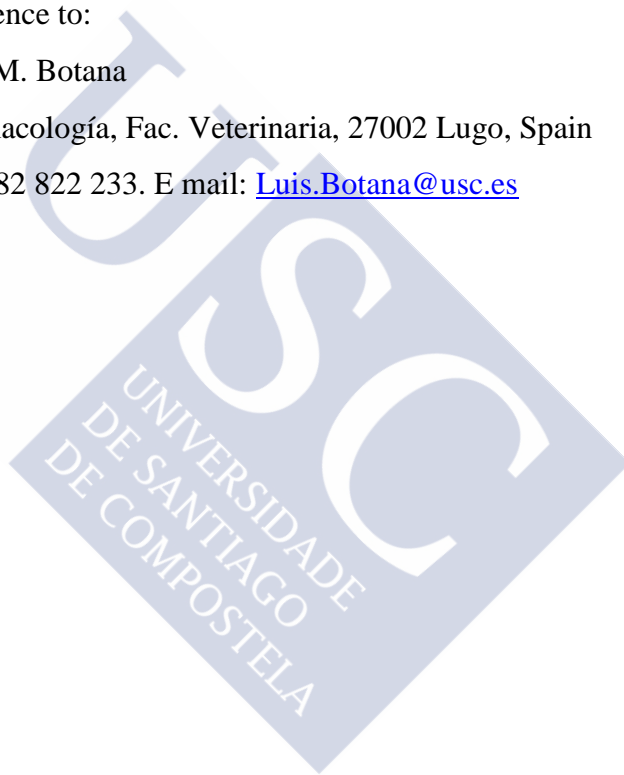 ence to:
M. Botana
nacología, Fac. Veterinaria, 27002 Lugo, Spain
82 822 233. E mail: Luis.Botana@usc.es
USC
UNIVERSIDADE
DE SANTIAGO
DE COMPOSTELA